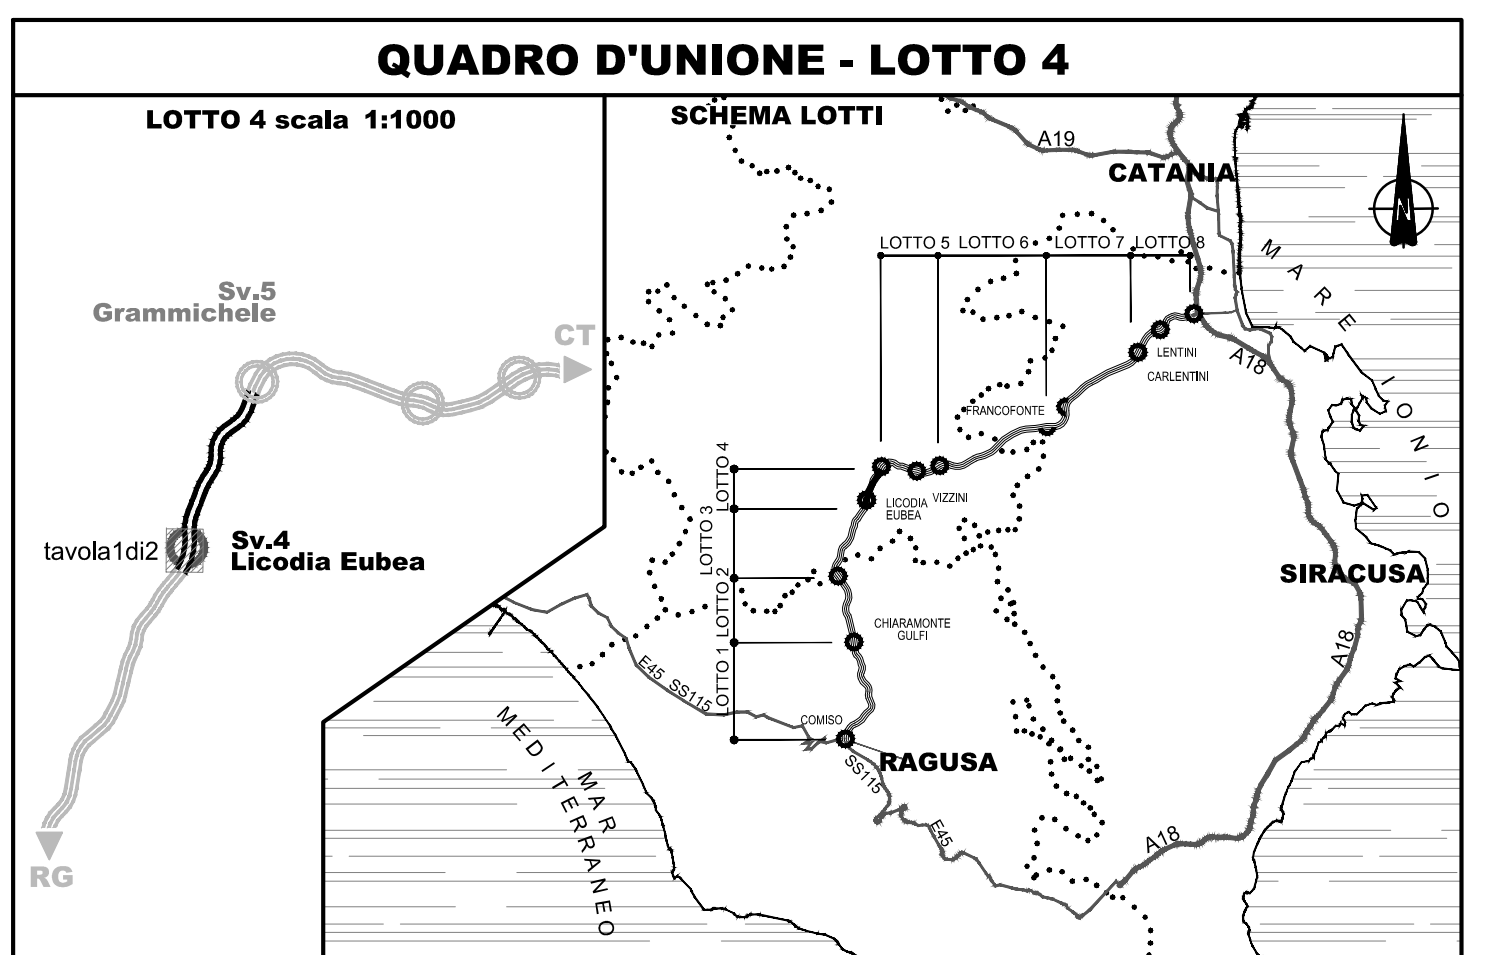 QUADRO D'UNIONE - LOTTO 4
LOTTO 4 scala 1:1000
SCHEMA LOTTI
A19
CATANIA
N
LOTTO 5
LOTTO 6
LOTTO 7
LOTTO 8
MARE
IONIO
Sv.5
Grammichele
CT
A18
LENTINI
CARLENTINI
FRANCOFONTE
LOTTO 4
LICODIA
EUBEA
VIZZINI
LOTTO 3
tavola1di2
Sv.4
Licodia Eubea
SIRACUSA
LOTTO 2
CHIARAMONTE
GULFI
A18
LOTTO 1
E45 SS115
COMISO
RAGUSA
SS115
MAR
MEDITERRANEO
E45
A18
RG